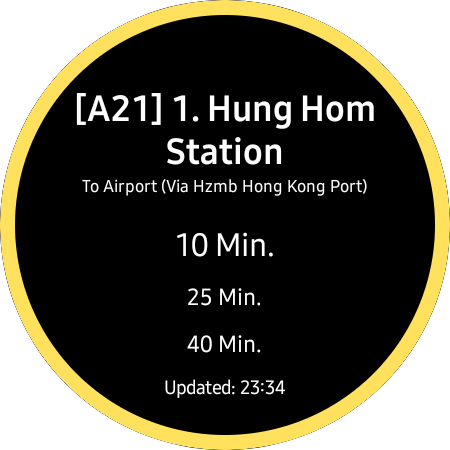 [A21] 1. Hung Hom
Station
To Airport (Via Hzmb Hong Kong Port)
10 Min.
25 Min.
40 Min.
Updated: 23:34